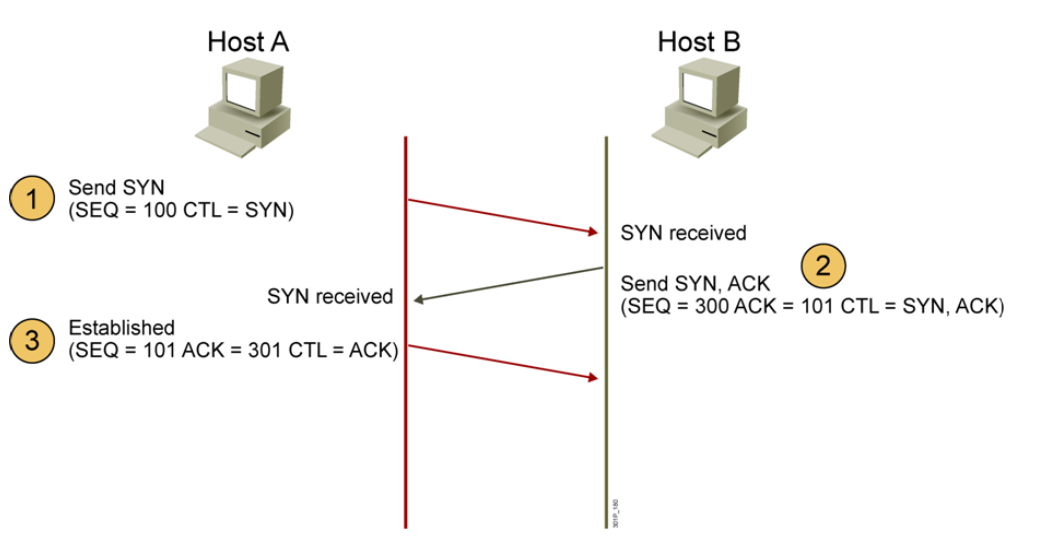 Host A
Host B
1
Send SYN
(SEQ = 100 CTL = SYN)
SYN received
2
Send SYN, ACK
(SEQ = 300 ACK = 101 CTL = SYN, ACK)
SYN received
3
Established
(SEQ = 101 ACK = 301 CTL = ACK)
301P_180